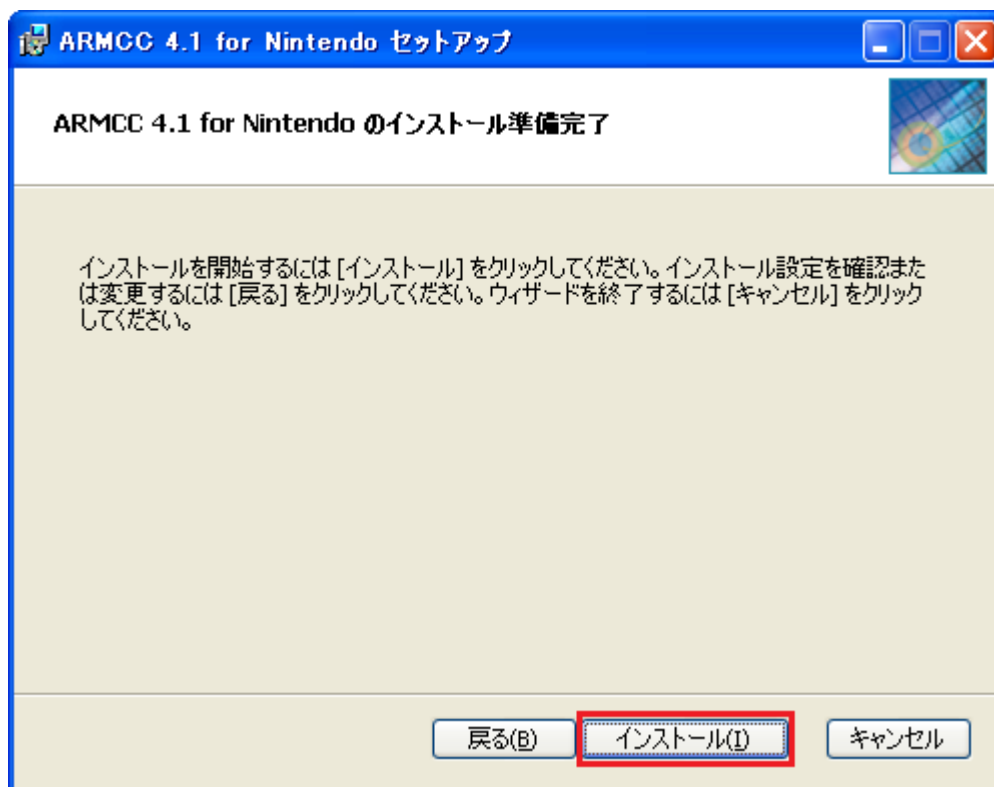 ARMCC 4.1 for Nintendo セットアップ
ARMCC 4.1 for Nintendo のインストール準備完了
インストールを開始するには [インストール] をクリックしてください。インストール設定を確認また
は変更するには [戻る] をクリックしてください。ウィザードを終了するには [キャンセル] をクリック
してください。
戻る(B) インストール(I) キャンセル